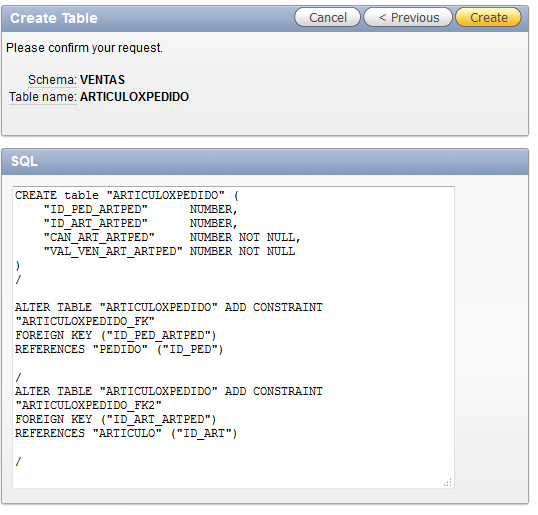 Create Table
Cancel
< Previous
Create
Please confirm your request.
Schema: VENTAS
Table name: ARTICULOXPEDIDO
SQL
CREATE table "ARTICULOXPEDIDO" (
    "ID_PED_ARTPED"      NUMBER,
    "ID_ART_ARTPED"      NUMBER,
    "CAN_ART_ARTPED"     NUMBER NOT NULL,
    "VAL_VEN_ART_ARTPED" NUMBER NOT NULL
)
/
ALTER TABLE "ARTICULOXPEDIDO" ADD CONSTRAINT
"ARTICULOXPEDIDO_FK"
FOREIGN KEY ("ID_PED_ARTPED")
REFERENCES "PEDIDO" ("ID_PED")
/
ALTER TABLE "ARTICULOXPEDIDO" ADD CONSTRAINT
"ARTICULOXPEDIDO_FK2"
FOREIGN KEY ("ID_ART_ARTPED")
REFERENCES "ARTICULO" ("ID_ART")
/